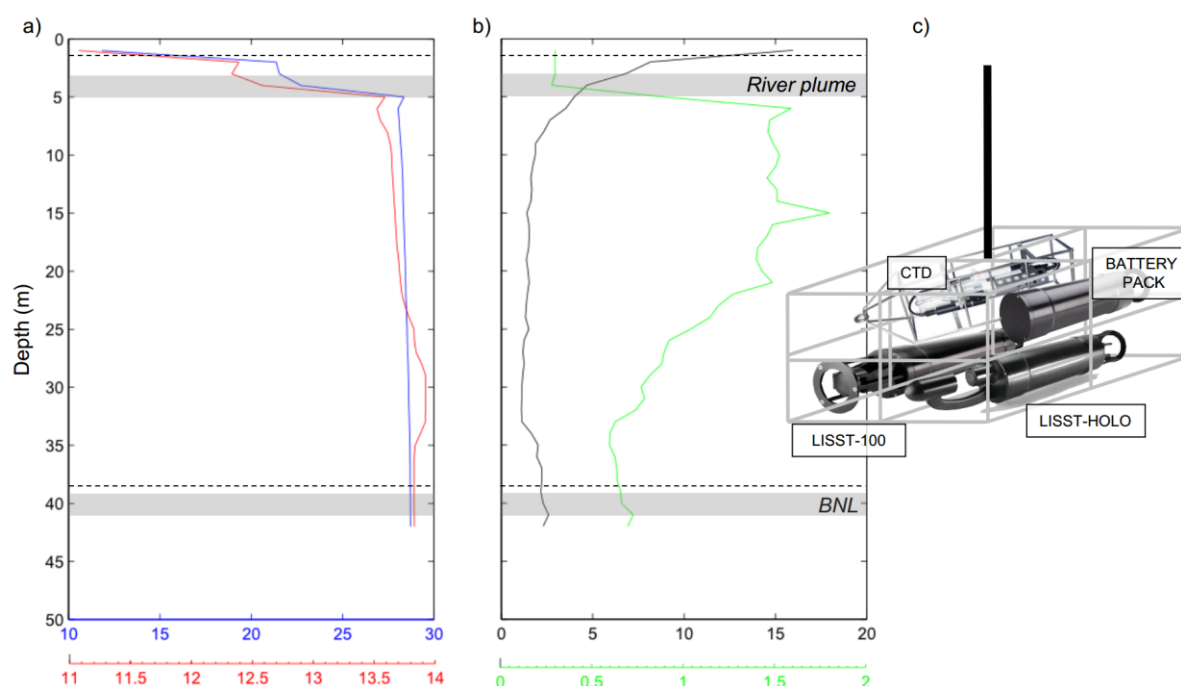 a)
b)
c)
0
5
10
15
20
25
30
35
40
45
50
Depth (m)
10 15 20 25 30
11 11.5 12 12.5 13 13.5 14
River plume
BNL
0 5 10 15 20
0 0.5 1 1.5 2
CTD
BATTERY
PACK
LISST-100
LISST-HOLO